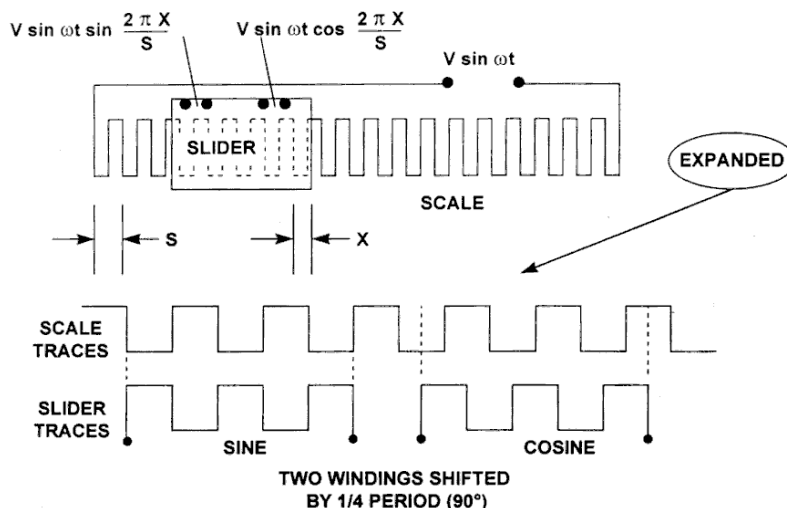 V sin ωt sin 2 π X / S
V sin ωt cos 2 π X / S
V sin ωt
SLIDER
EXPANDED
SCALE
S
X
SCALE
TRACES
SLIDER
TRACES
SINE
COSINE
TWO WINDINGS SHIFTED
BY 1/4 PERIOD (90°)